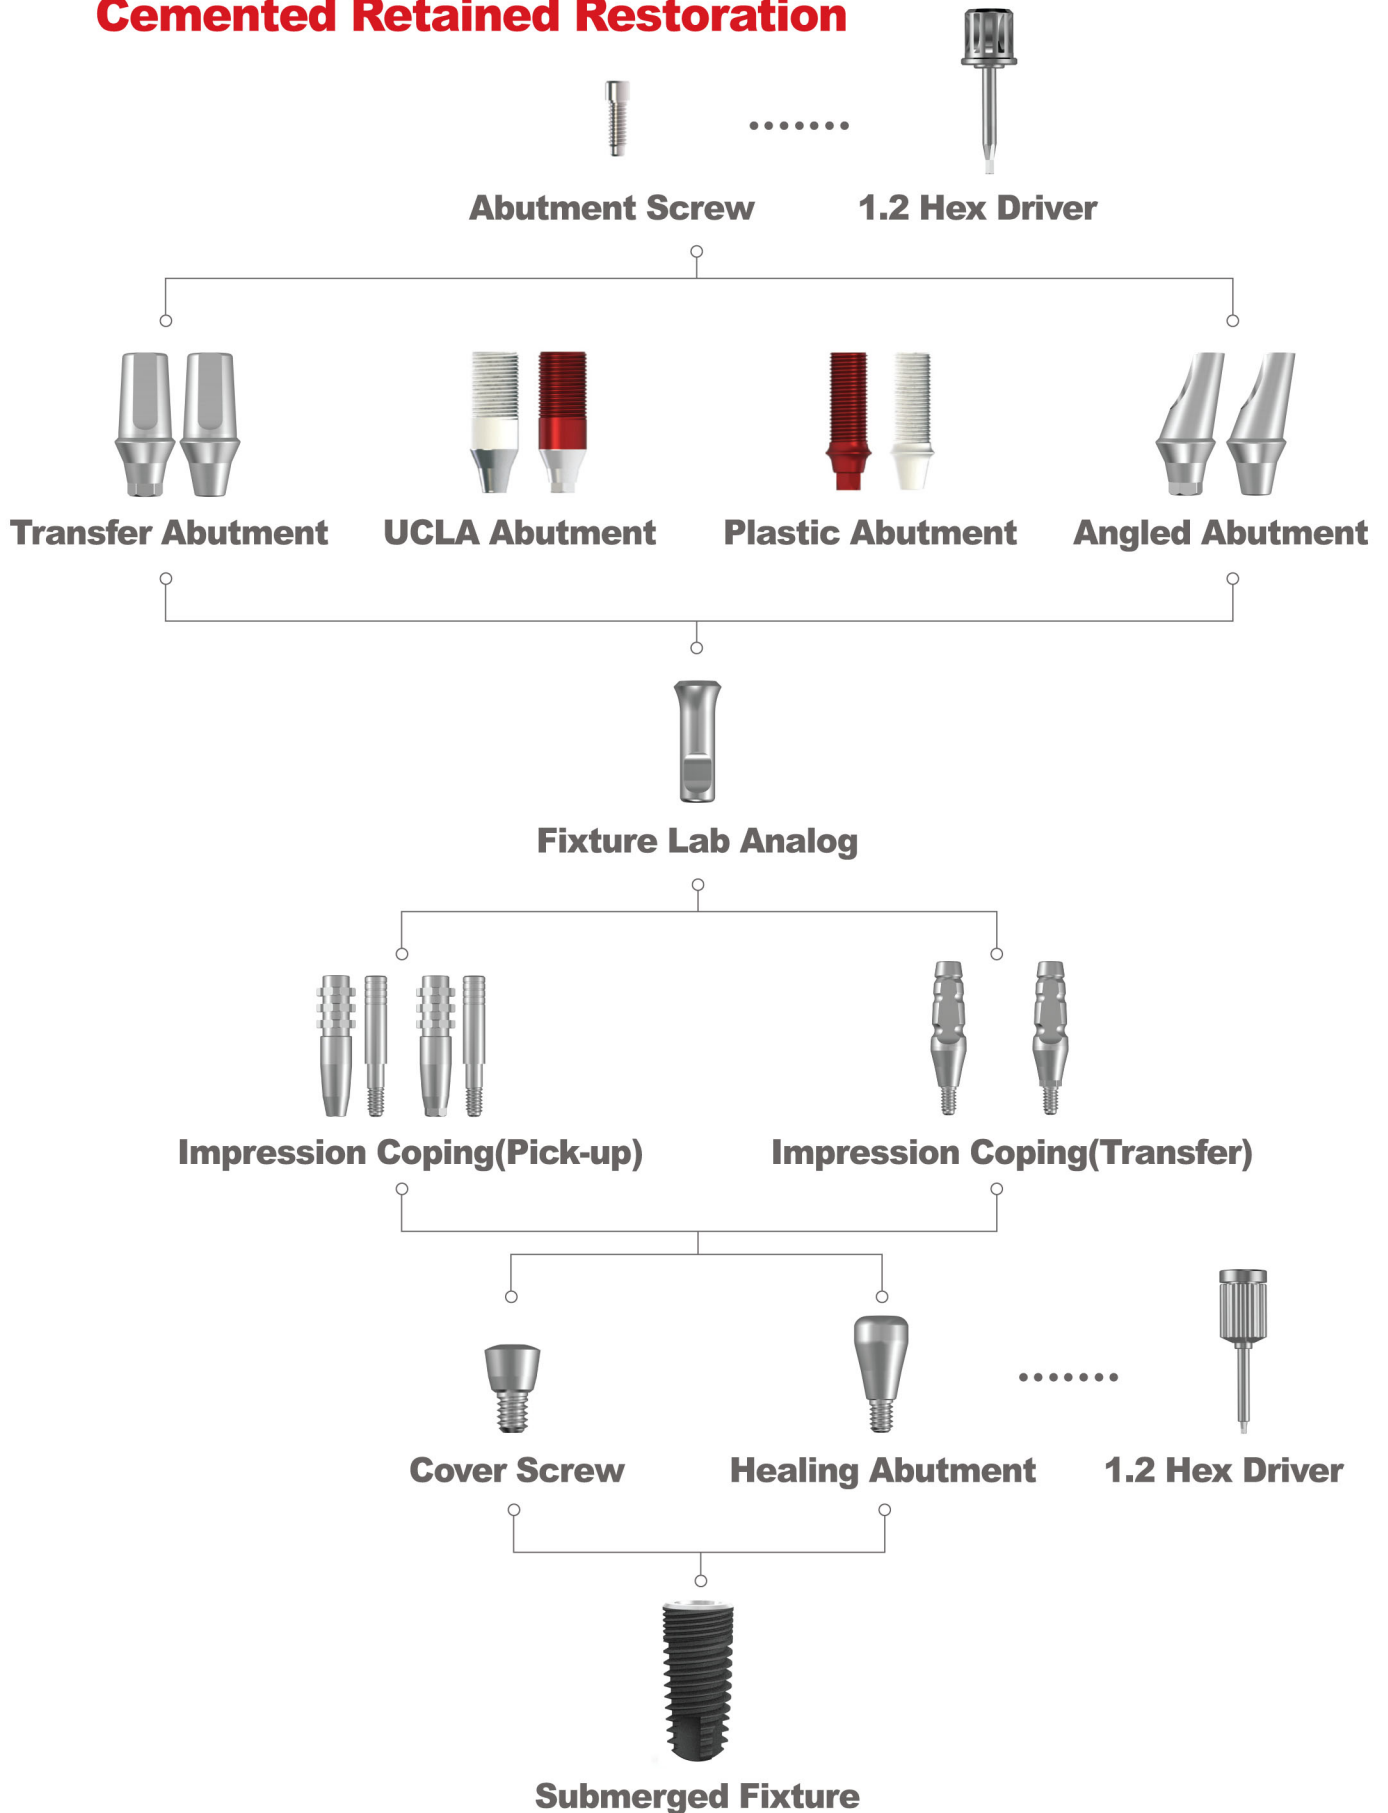 Cemented Retained Restoration
Abutment Screw
1.2 Hex Driver
Transfer Abutment
UCLA Abutment
Plastic Abutment
Angled Abutment
Fixture Lab Analog
Impression Coping(Pick-up)
Impression Coping(Transfer)
Cover Screw
Healing Abutment
1.2 Hex Driver
Submerged Fixture